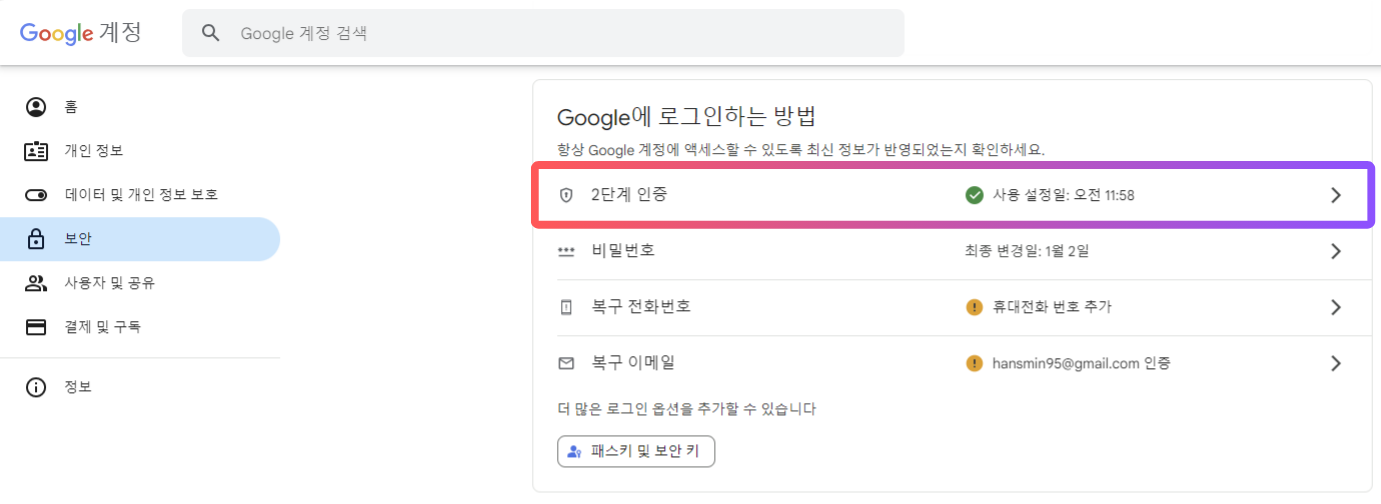 Google 계정
Google 계정 검색
홈
개인 정보
데이터 및 개인 정보 보호
보안
사용자 및 공유
결제 및 구독
정보
Google에 로그인하는 방법
항상 Google 계정에 액세스할 수 있도록 최신 정보가 반영되었는지 확인하세요.
2단계 인증 사용 설정일: 오전 11:58
비밀번호 최종 변경일: 1월 2일
복구 전화번호 휴대전화 번호 추가
복구 이메일 hansmin95@gmail.com 인증
더 많은 로그인 옵션을 추가할 수 있습니다
패스키 및 보안 키